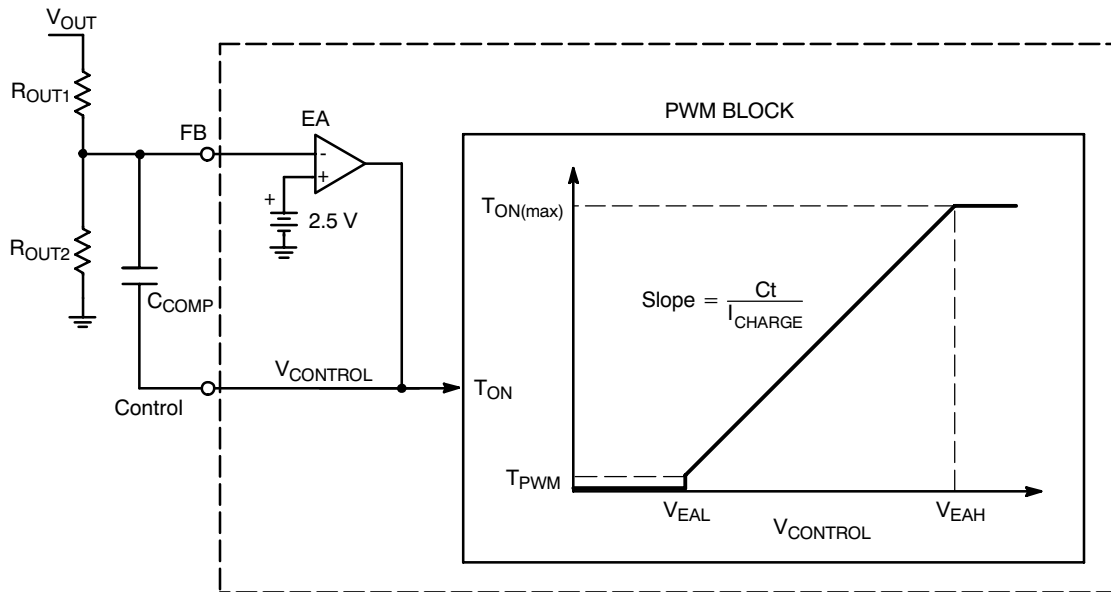 VOUT
ROUT1
FB
EA
-
+
+
2.5 V
ROUT2
CCOMP
VCONTROL
Control
PWM BLOCK
TON(max)
Slope = Ct
ICHARGE
TON
TPWM
VEAL
VCONTROL
VEAH